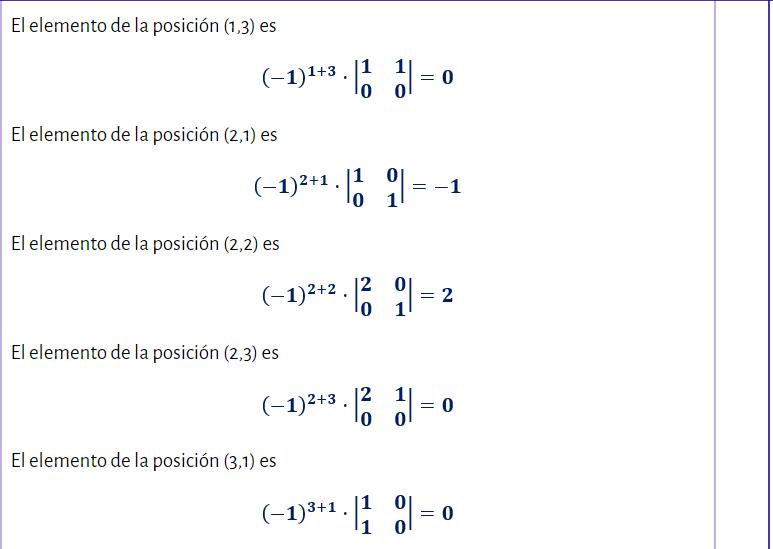 El elemento de la posición (1,3) es
(−1)¹⁺³ · |1 1|
|0 0| = 0
El elemento de la posición (2,1) es
(−1)²⁺¹ · |1 0|
|0 1| = −1
El elemento de la posición (2,2) es
(−1)²⁺² · |2 0|
|0 1| = 2
El elemento de la posición (2,3) es
(−1)²⁺³ · |2 1|
|0 0| = 0
El elemento de la posición (3,1) es
(−1)³⁺¹ · |1 0|
|1 0| = 0